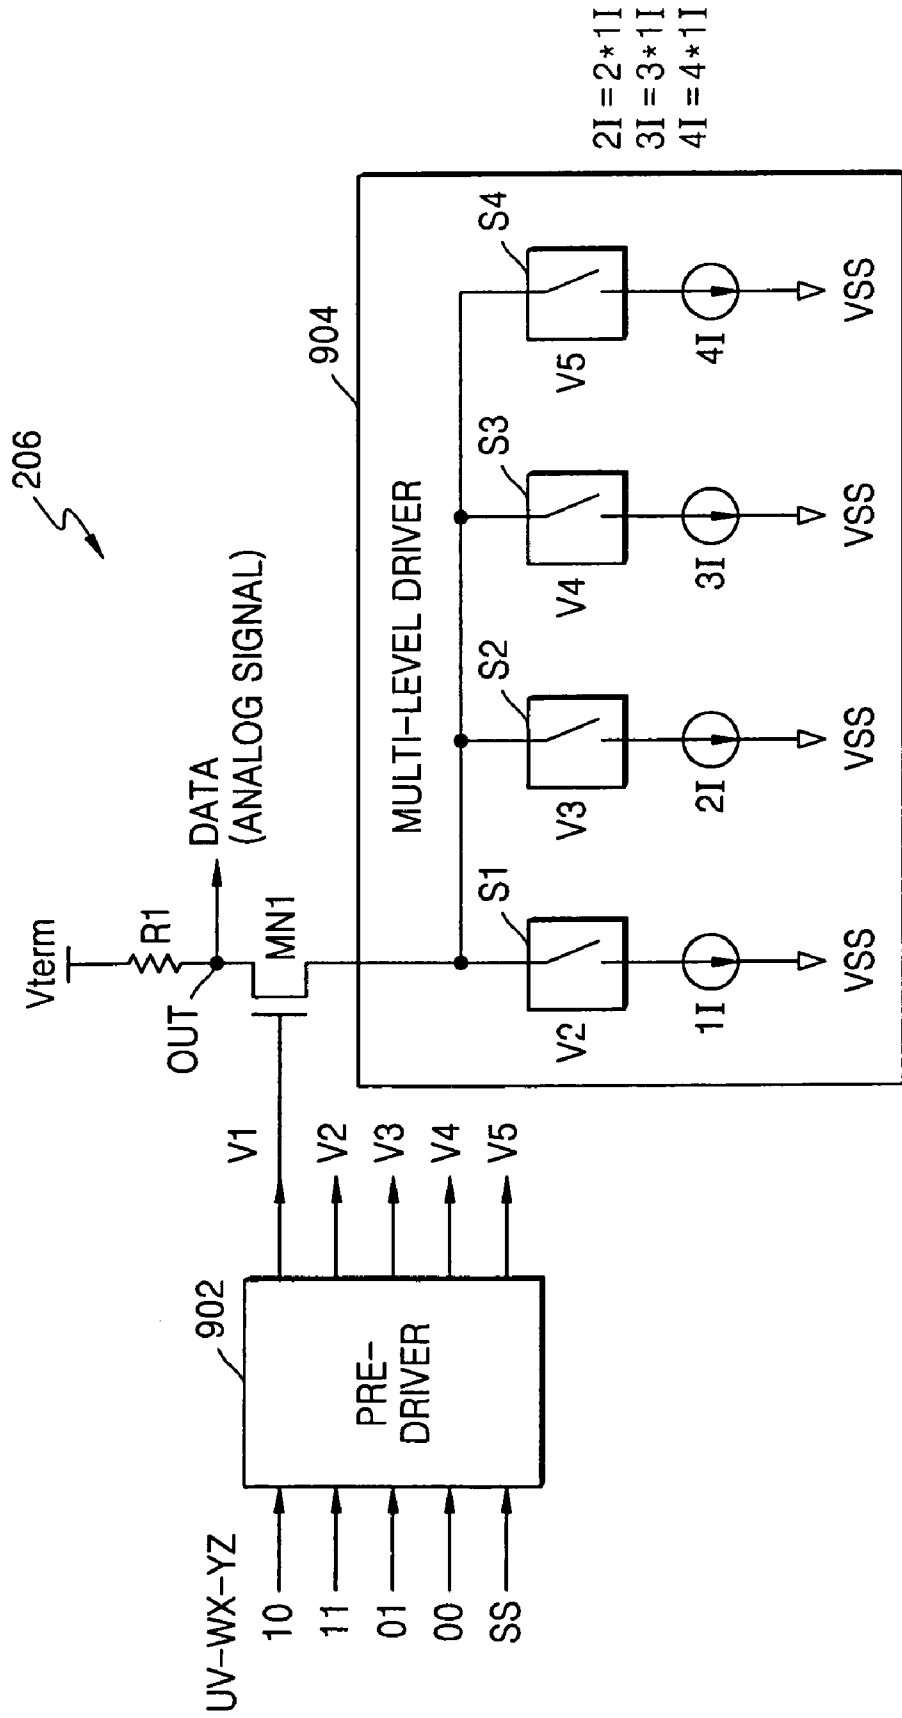 206
Vterm
R1
OUT
DATA
(ANALOG SIGNAL)
MN1
902
PRE-
DRIVER
UV-WX-YZ
10
11
01
00
SS
V1
V2
V3
V4
V5
904
MULTI-LEVEL DRIVER
S1
S2
S3
S4
V2
V3
V4
V5
1I
2I
3I
4I
VSS
VSS
VSS
VSS
2I=2*1I
3I=3*1I
4I=4*1I